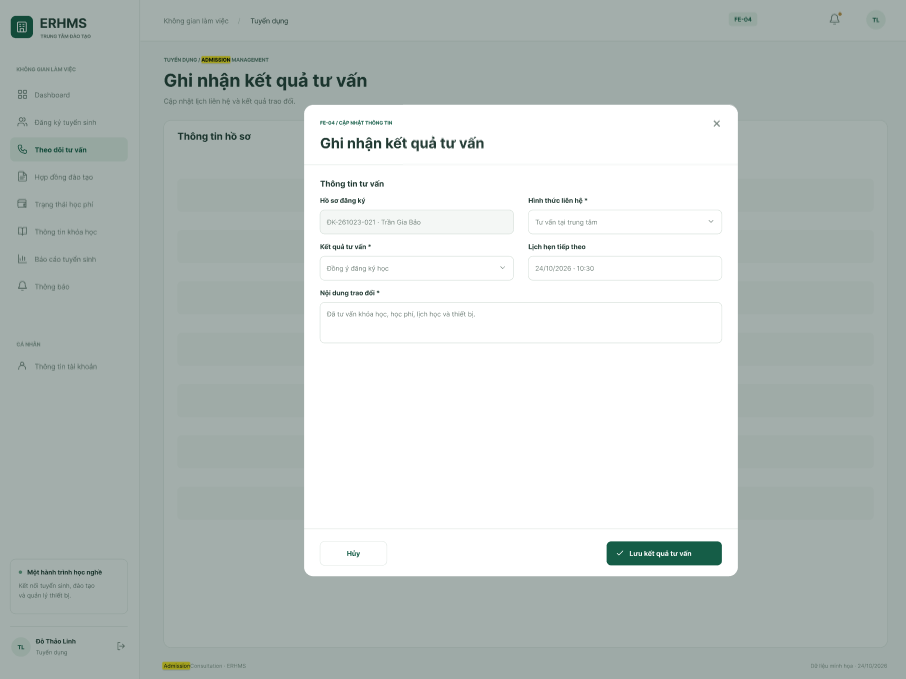 ERHMS
TRUNG TÂM ĐÀO TẠO
KHÔNG GIAN LÀM VIỆC
Dashboard
Đăng ký tuyển sinh
Theo dõi tư vấn
Hợp đồng đào tạo
Trạng thái học phí
Thông tin khóa học
Báo cáo tuyển sinh
Thông báo
CÁ NHÂN
Thông tin tài khoản
Một hành trình học nghề
Kết nối tuyển sinh, đào tạo
và quản lý thiết bị.
TL
Đỗ Thảo Linh
Tuyển dụng
Không gian làm việc / Tuyển dụng
FE-04
TL
TUYỂN DỤNG / ADMISSION MANAGEMENT
Ghi nhận kết quả tư vấn
Cập nhật lịch liên hệ và kết quả trao đổi.
Thông tin hồ sơ
FE-04 / CẬP NHẬT THÔNG TIN
Ghi nhận kết quả tư vấn
Thông tin tư vấn
Hồ sơ đăng ký
ĐK-261023-021 · Trần Gia Bảo
Hình thức liên hệ *
Tư vấn tại trung tâm
Kết quả tư vấn *
Đồng ý đăng ký học
Lịch hẹn tiếp theo
24/10/2026 · 10:30
Nội dung trao đổi *
Đã tư vấn khóa học, học phí, lịch học và thiết bị.
Hủy
Lưu kết quả tư vấn
AdmissionConsultation · ERHMS
Dữ liệu minh họa · 24/10/2026